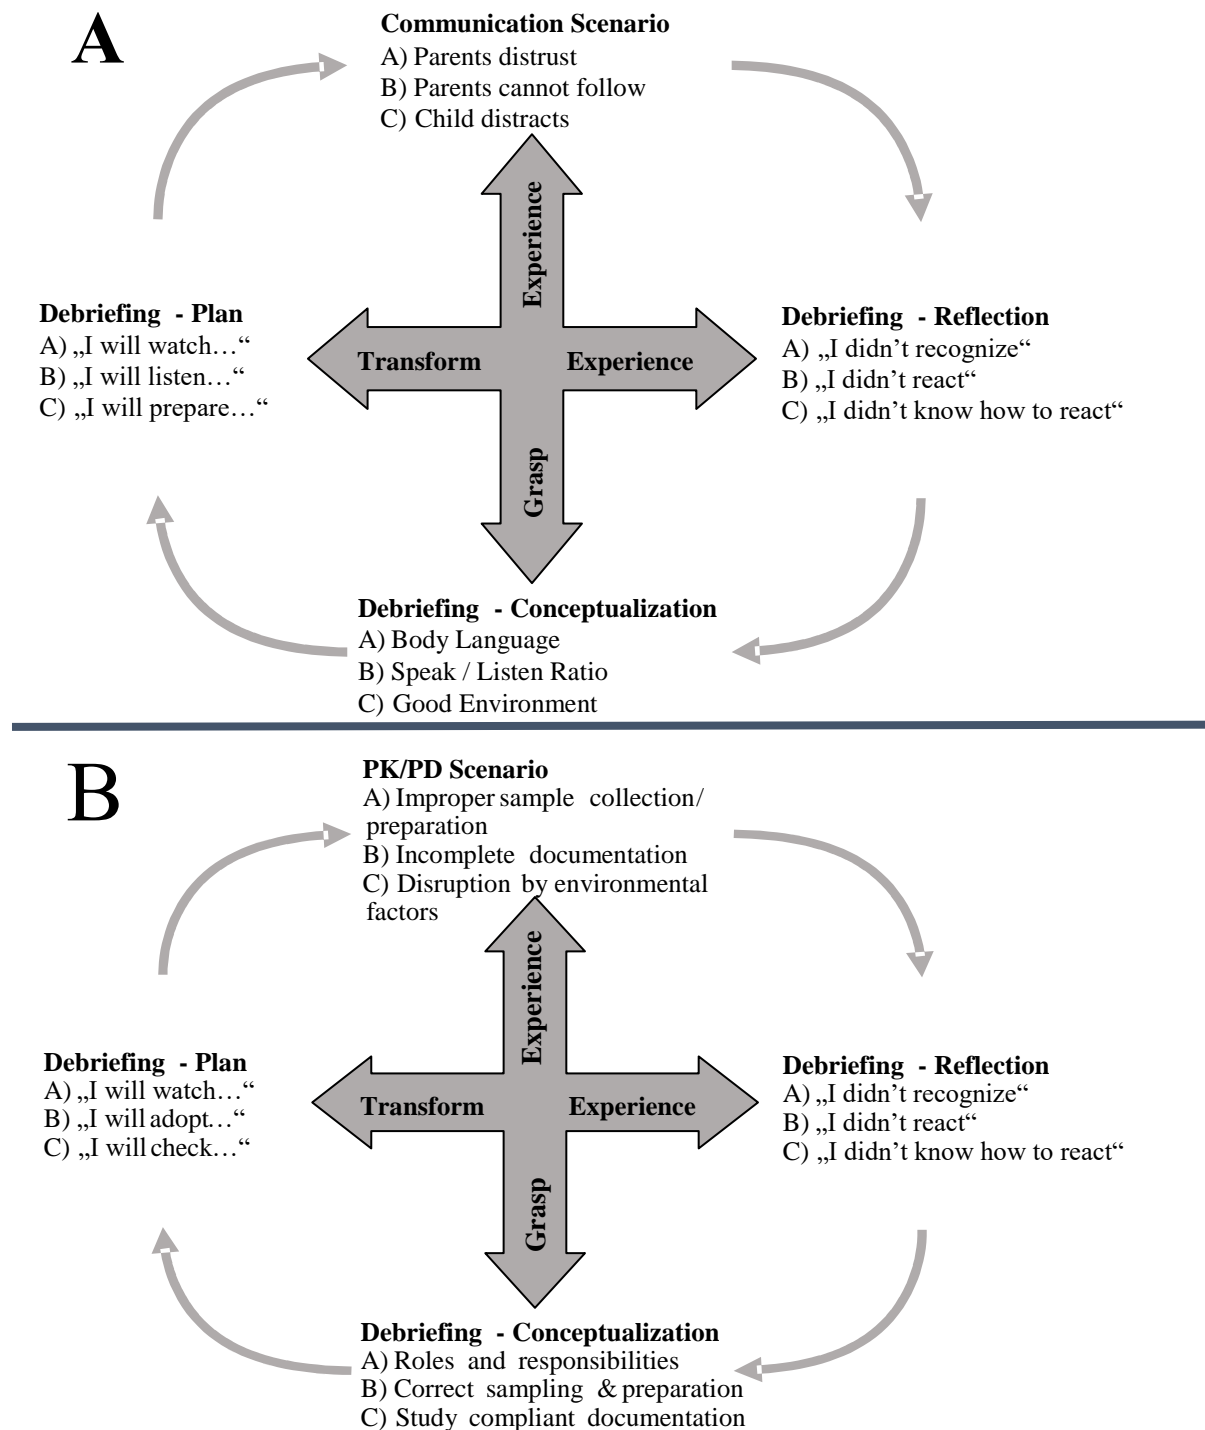 A
Communication Scenario
A) Parents distrust
B) Parents cannot follow
C) Child distracts
Experience
Debriefing - Plan
A) „I will watch…“
B) „I will listen…“
C) „I will prepare…“
Transform
Experience
Debriefing - Reflection
A) „I didn’t recognize“
B) „I didn’t react“
C) „I didn’t know how to react“
Grasp
Debriefing - Conceptualization
A) Body Language
B) Speak / Listen Ratio
C) Good Environment
B
PK/PD Scenario
A) Improper sample collection/
preparation
B) Incomplete documentation
C) Disruption by environmental
factors
Experience
Debriefing - Plan
A) „I will watch…“
B) „I will adopt…“
C) „I will check…“
Transform
Experience
Debriefing - Reflection
A) „I didn’t recognize“
B) „I didn’t react“
C) „I didn’t know how to react“
Grasp
Debriefing - Conceptualization
A) Roles and responsibilities
B) Correct sampling & preparation
C) Study compliant documentation